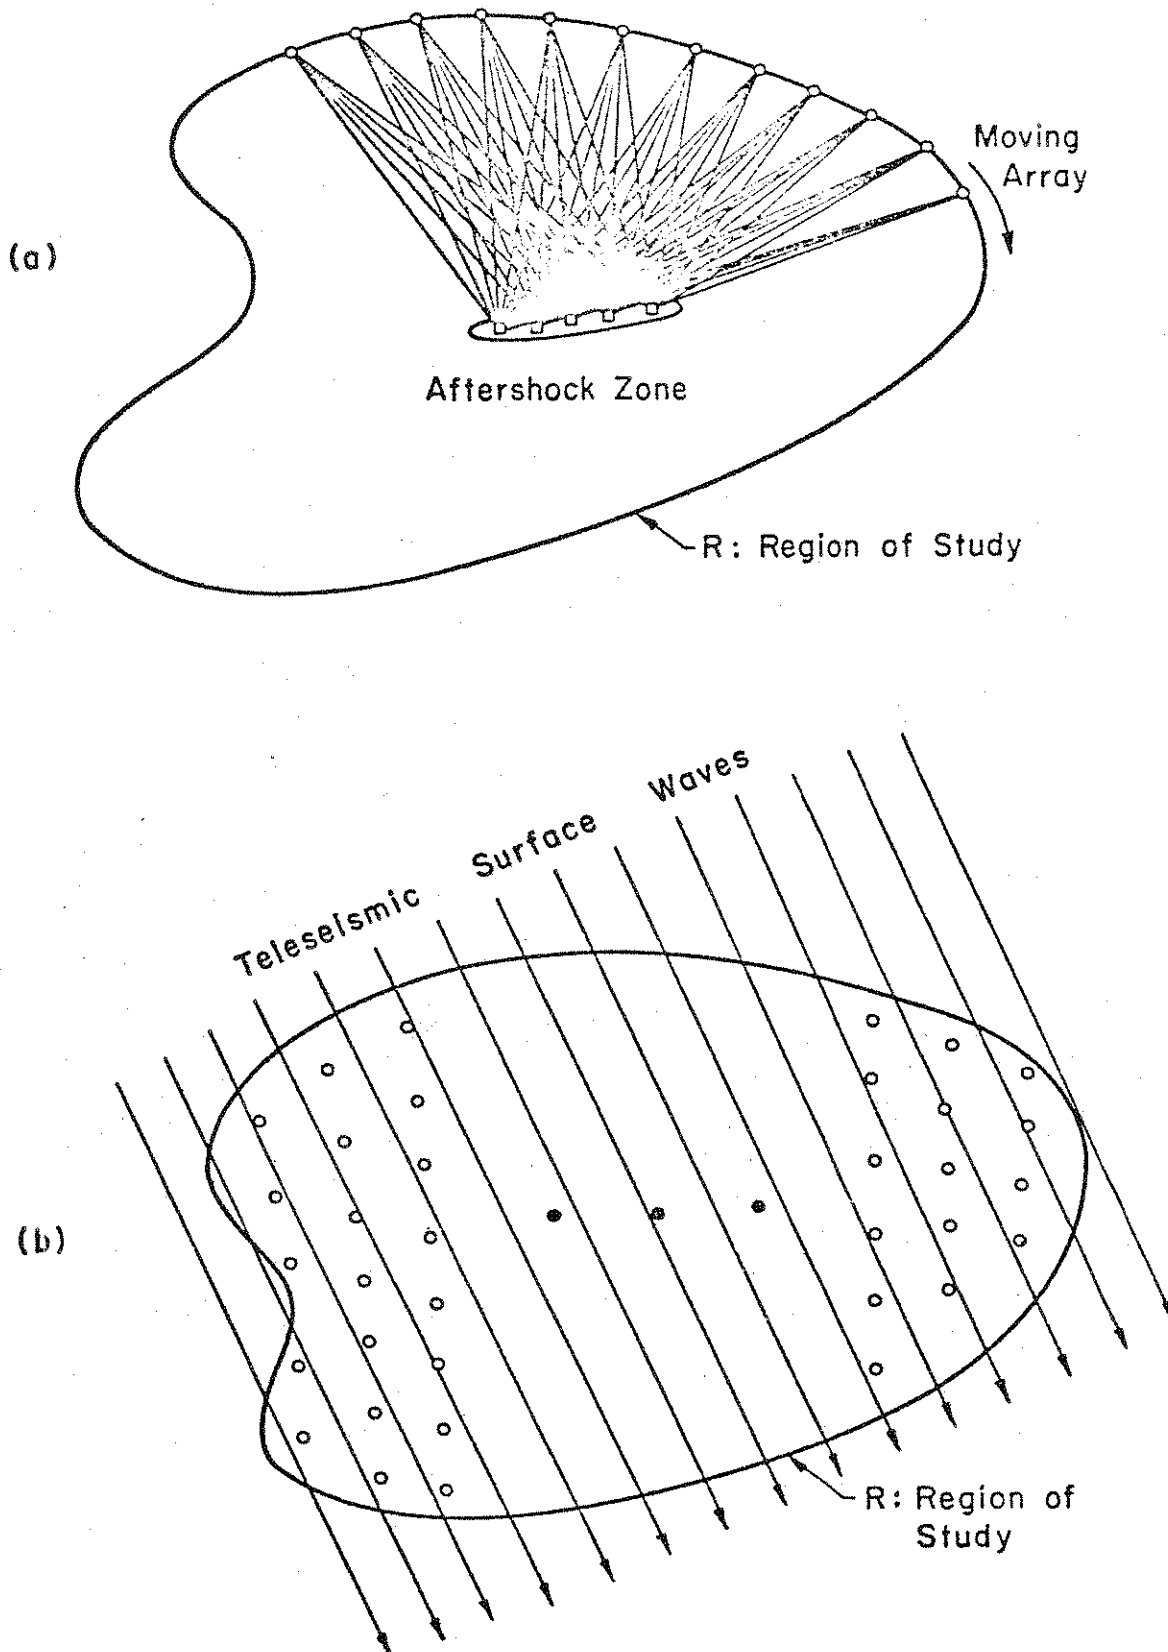 Moving
Array
(a)
Aftershock Zone
R: Region of Study
Teleseismic Surface Waves
(b)
R: Region of
Study